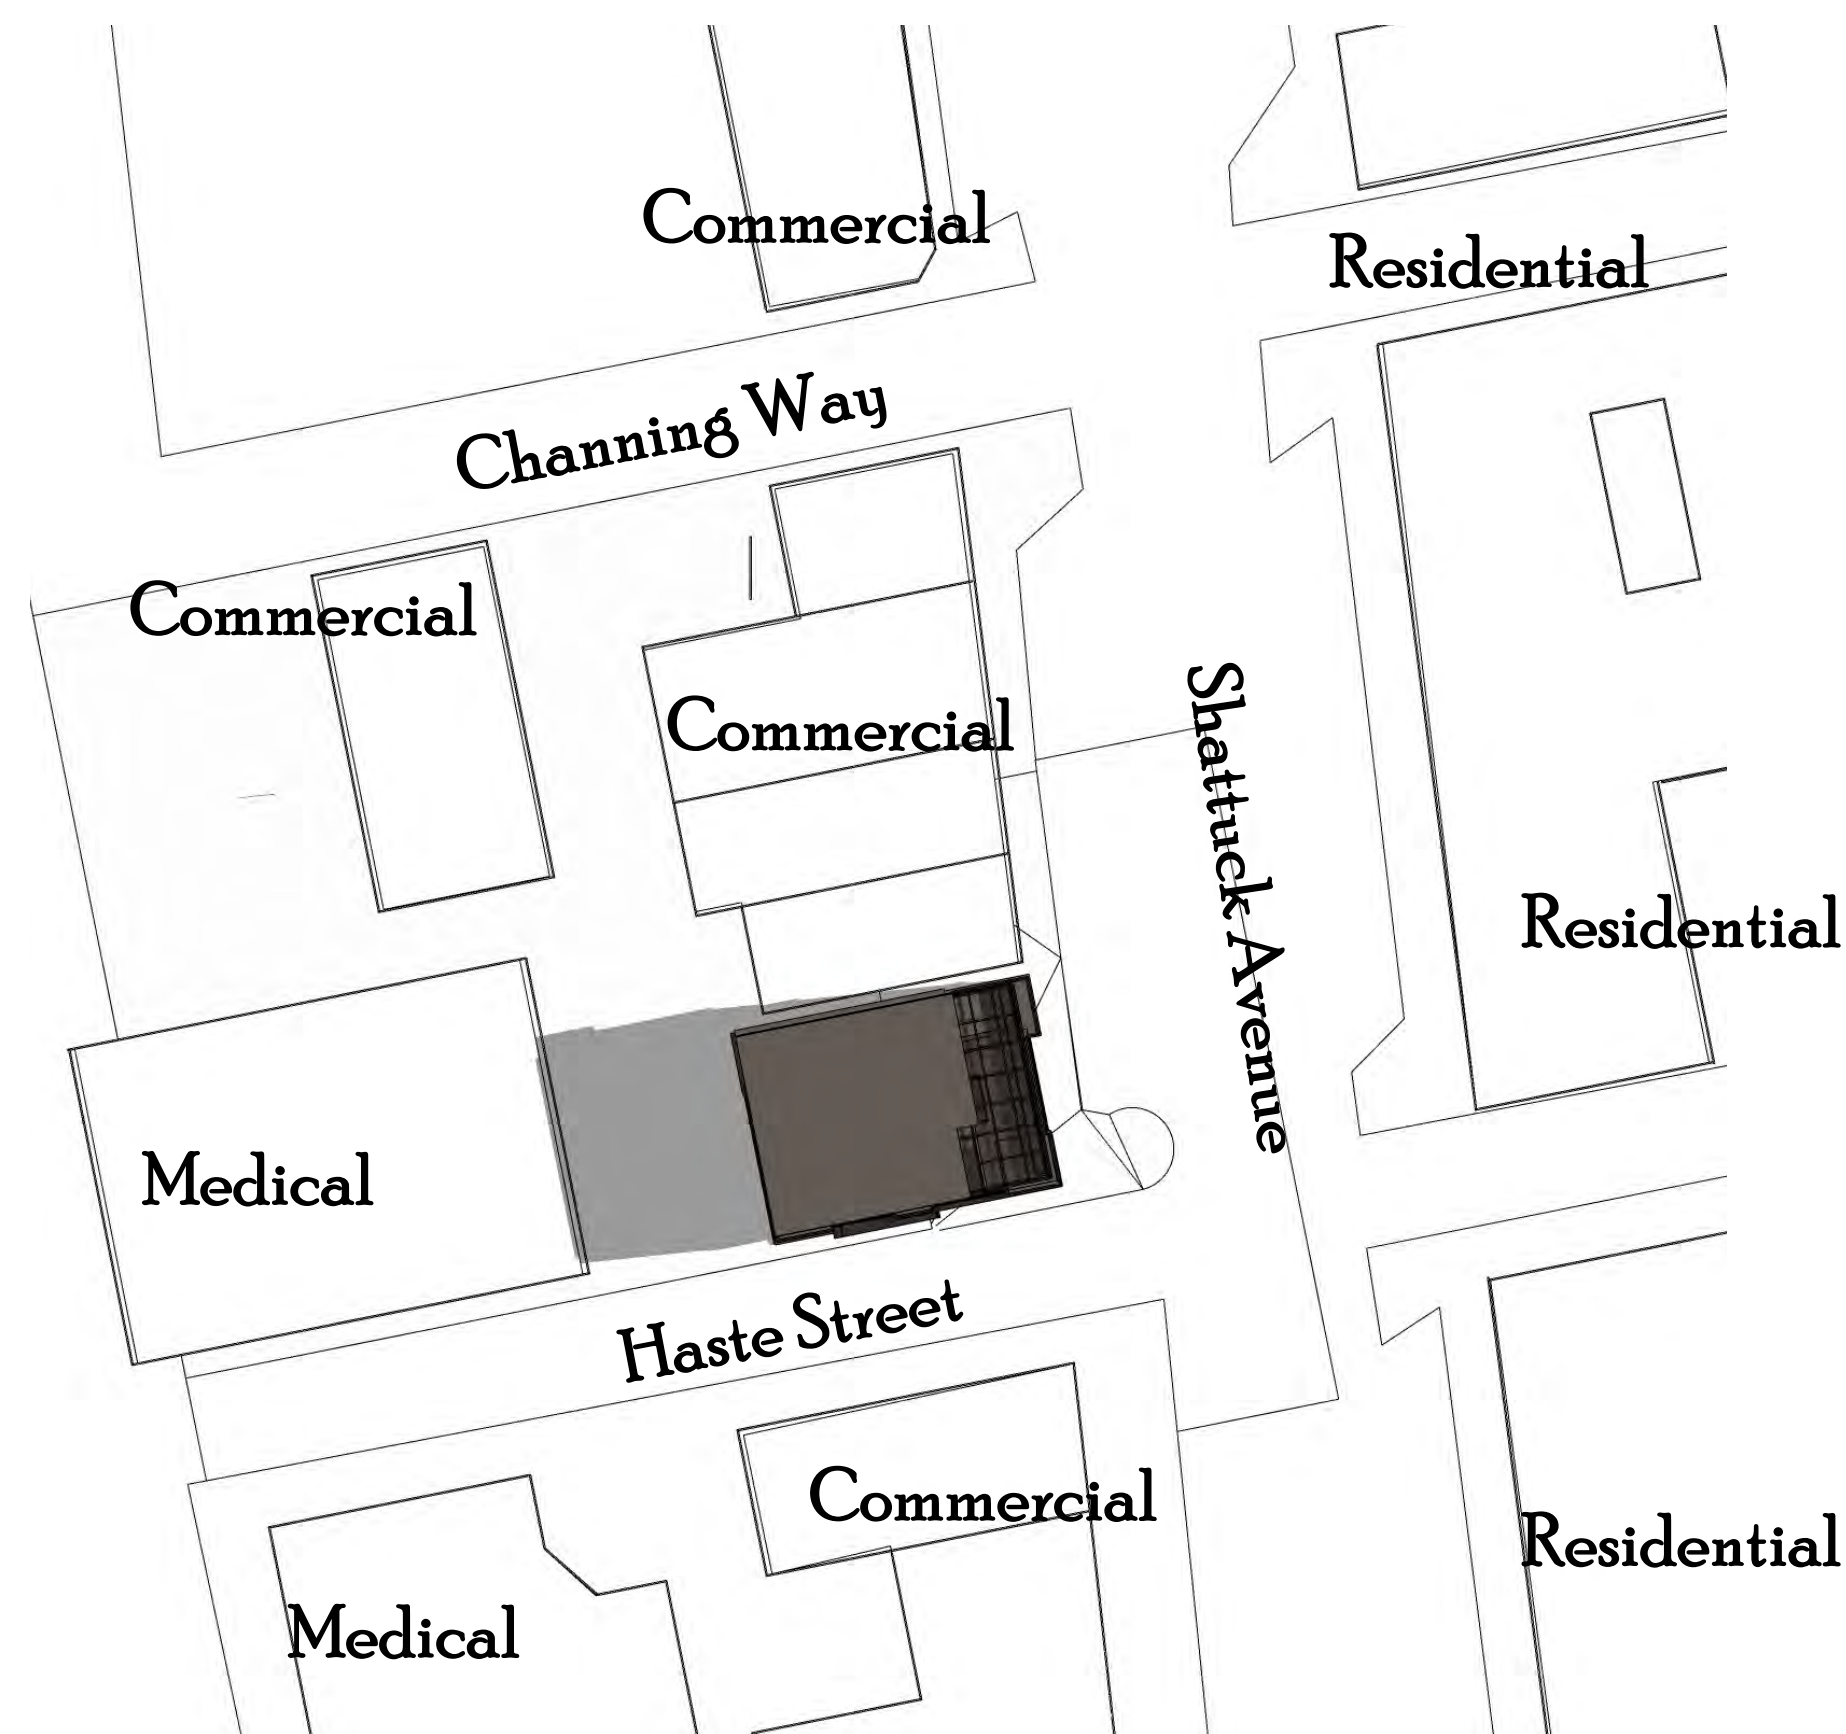 Commercial
Residential
Channing Way
Commercial
Commercial
Shattuck Avenue
Residential
Medical
Haste Street
Commercial
Residential
Medical